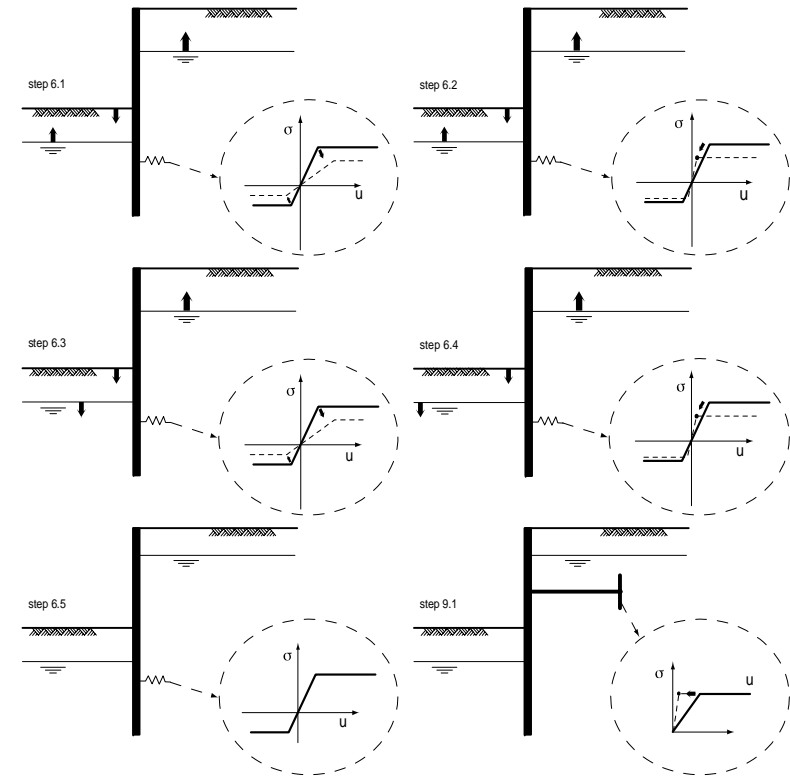 step 6.1
σ
u
step 6.2
σ
u
step 6.3
σ
u
step 6.4
σ
u
step 6.5
σ
u
step 9.1
σ
u